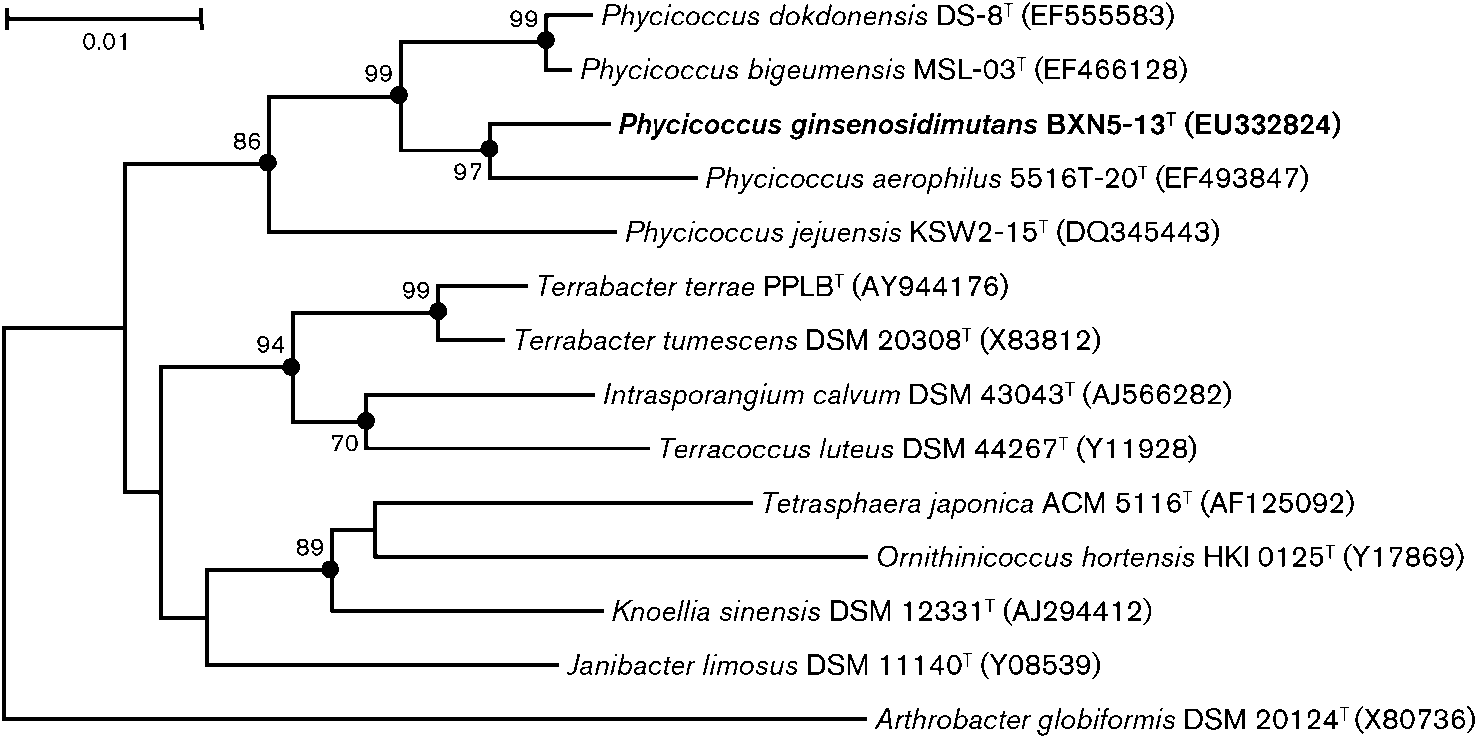 99 Phycicoccus dokdonensis DS-8ᵀ (EF555583)
0.01
99 Phycicoccus bigeumensis MSL-03ᵀ (EF466128)
Phycicoccus ginsenosidimutans BXN5-13ᵀ (EU332824)
86
97 Phycicoccus aerophilus 5516T-20ᵀ (EF493847)
Phycicoccus jejuensis KSW2-15ᵀ (DQ345443)
99 Terrabacter terrae PPLBᵀ (AY944176)
94 Terrabacter tumescens DSM 20308ᵀ (X83812)
Intrasporangium calvum DSM 43043ᵀ (AJ566282)
70 Terracoccus luteus DSM 44267ᵀ (Y11928)
Tetrasphaera japonica ACM 5116ᵀ (AF125092)
89 Ornithinicoccus hortensis HKI 0125ᵀ (Y17869)
Knoellia sinensis DSM 12331ᵀ (AJ294412)
Janibacter limosus DSM 11140ᵀ (Y08539)
Arthrobacter globiformis DSM 20124ᵀ (X80736)